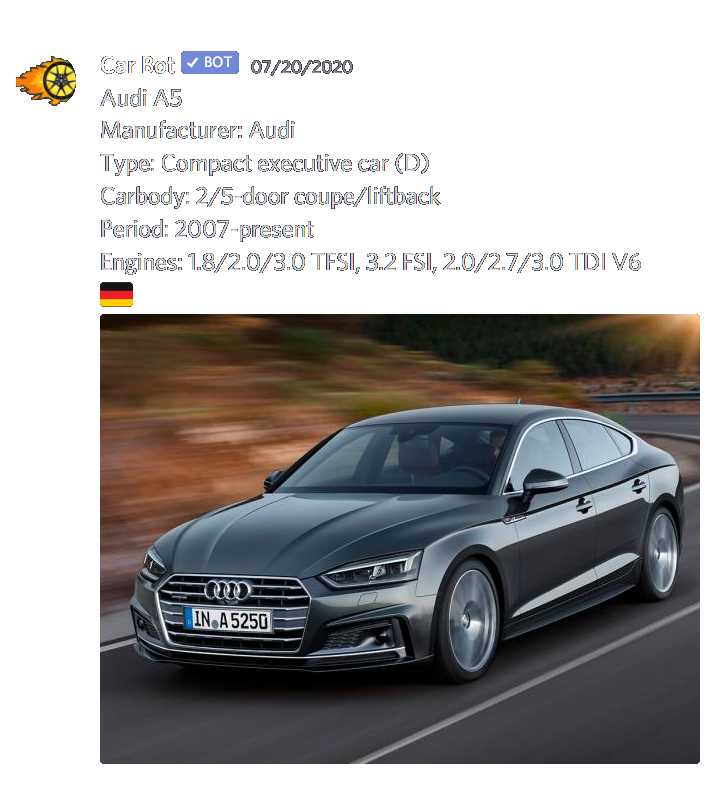 Car Bot ✓ BOT 07/20/2020
Audi A5
Manufacturer: Audi
Type: Compact executive car (D)
Carbody: 2/5-door coupe/liftback
Period: 2007-present
Engines: 1.8/2.0/3.0 TFSI, 3.2 FSI, 2.0/2.7/3.0 TDI V6
IN A 5250